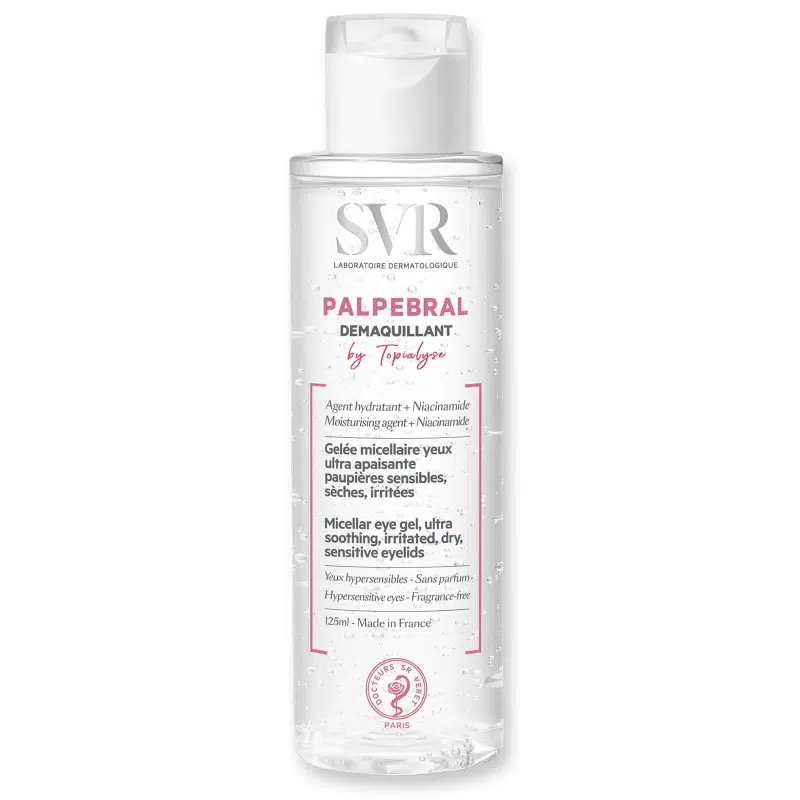 SVR
LABORATOIRE DERMATOLOGIQUE
PALPEBRAL
DEMAQUILLANT
by Topialyse
Agent hydratant + Niacinamide
Moisturising agent + Niacinamide
Gelée micellaire yeux
ultra apaisante
paupières sensibles,
sèches, irritées
Micellar eye gel, ultra
soothing, irritated, dry,
sensitive eyelids
Yeux hypersensibles - Sans parfum -
Hypersensitive eyes - Fragrance-free
125ml - Made in France
DOCTEURS SR VERET
PARIS